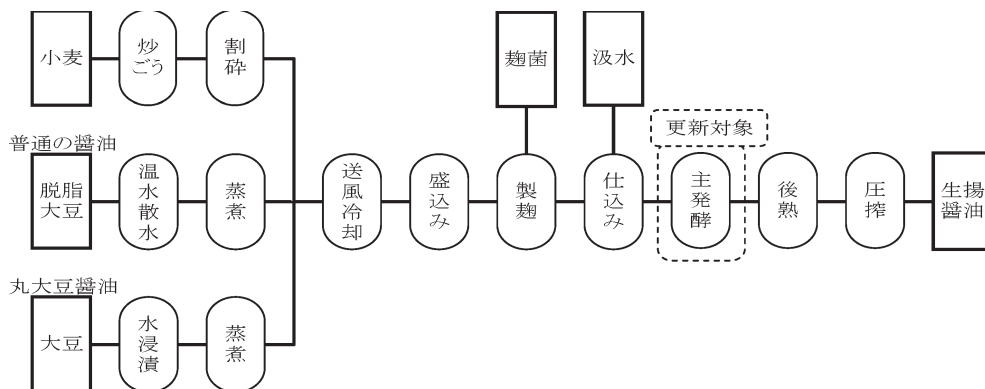 小麦
炒ごう
割砕
麹菌
汲水
更新対象
普通の醤油
脱脂大豆
温水散水
蒸煮
送風冷却
盛込み
製麹
仕込み
主発酵
後熟
圧搾
生揚醤油
丸大豆醤油
大豆
水浸漬
蒸煮